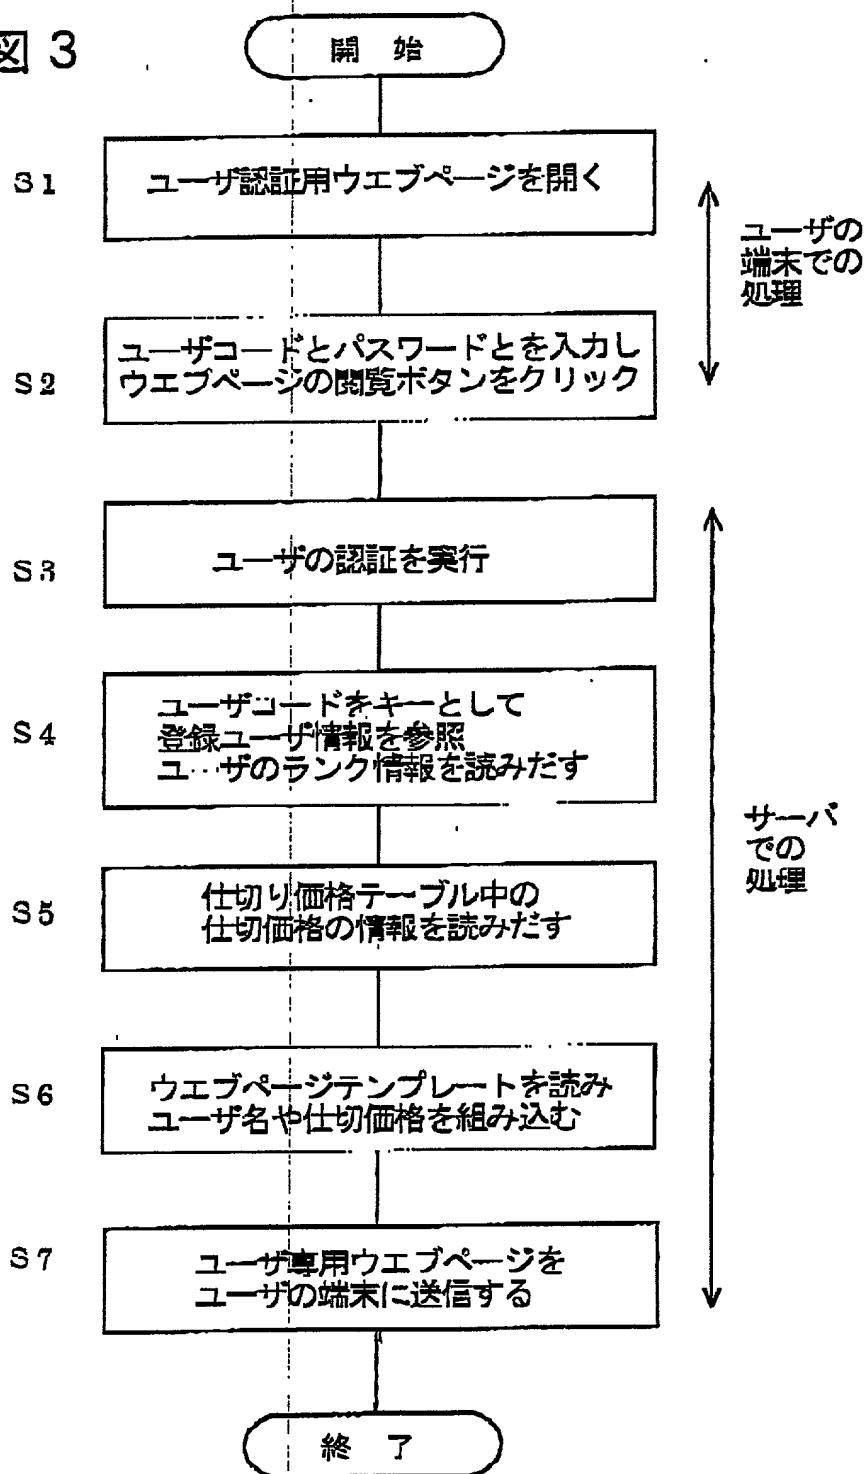 図 3
開 始
S1
ユーザ認証用ウエブページを開く
ユーザの
端末での
処理
S2
ユーザコードとパスワードとを入力し
ウエブページの閲覧ボタンをクリック
S3
ユーザの認証を実行
S4
ユーザコードをキーとして
登録ユーザ情報を参照
ユーザのランク情報を読みだす
サーバ
での
処理
S5
仕切り価格テーブル中の
仕切価格の情報を読みだす
S6
ウエブページテンプレートを読み
ユーザ名や仕切価格を組み込む
S7
ユーザ専用ウエブページを
ユーザの端末に送信する
終 了